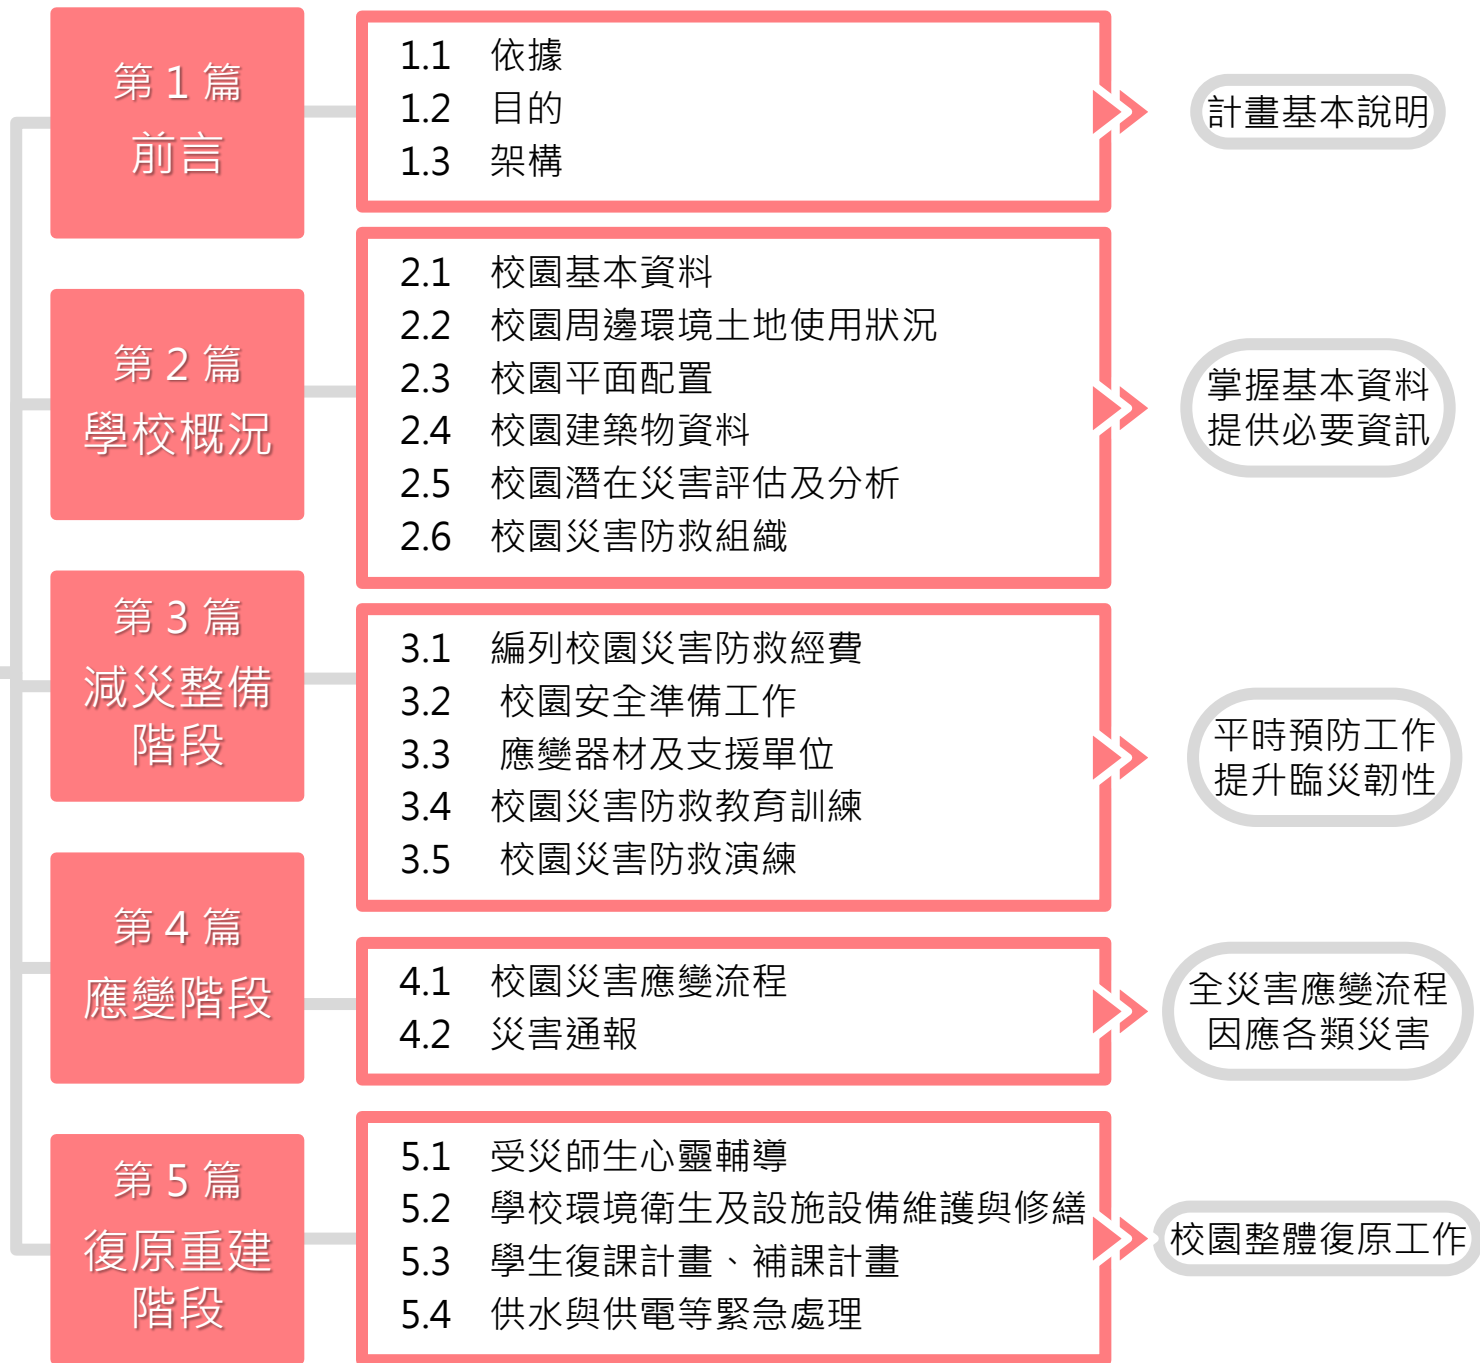 第 1 篇
前言
1.1 依據
1.2 目的
1.3 架構
計畫基本說明
第 2 篇
學校概況
2.1 校園基本資料
2.2 校園周邊環境土地使用狀況
2.3 校園平面配置
2.4 校園建築物資料
2.5 校園潛在災害評估及分析
2.6 校園災害防救組織
掌握基本資料
提供必要資訊
第 3 篇
減災整備
階段
3.1 編列校園災害防救經費
3.2 校園安全準備工作
3.3 應變器材及支援單位
3.4 校園災害防救教育訓練
3.5 校園災害防救演練
平時預防工作
提升臨災韌性
第 4 篇
應變階段
4.1 校園災害應變流程
4.2 災害通報
全災害應變流程
因應各類災害
第 5 篇
復原重建
階段
5.1 受災師生心靈輔導
5.2 學校環境衛生及設施設備維護與修繕
5.3 學生復課計畫、補課計畫
5.4 供水與供電等緊急處理
校園整體復原工作